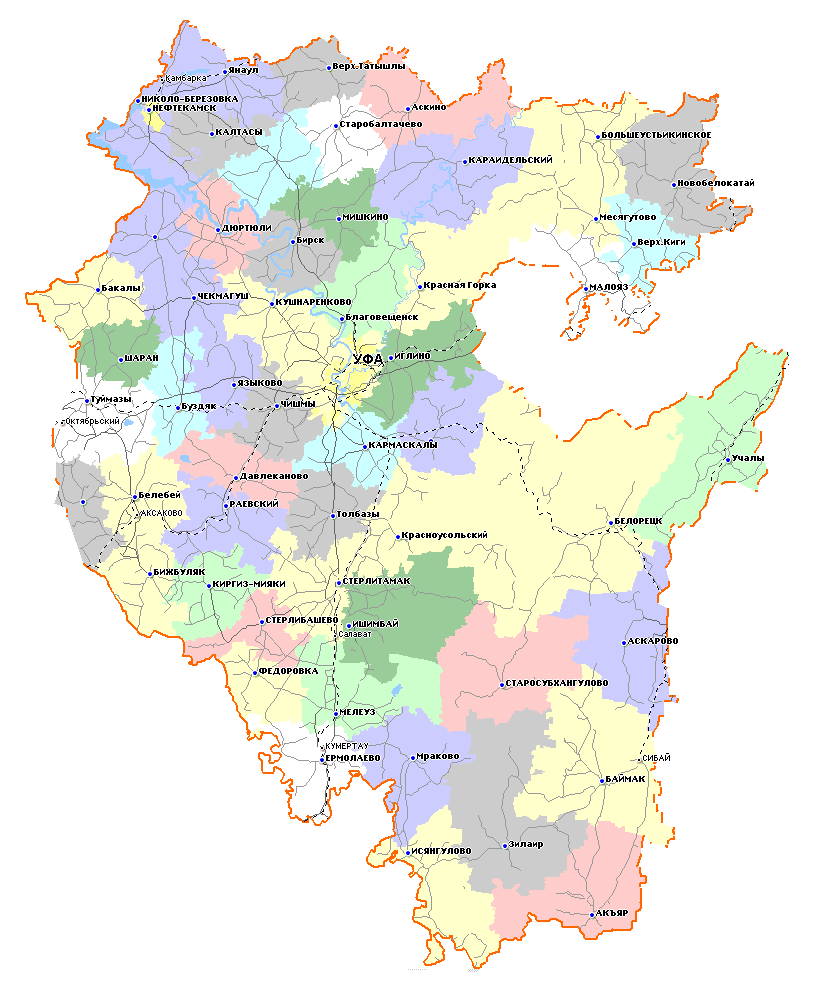 Верх.Татышлы
Янаул
Камбарка
НИКОЛО-БЕРЕЗОВКА
НЕФТЕКАМСК
Аскино
Старобалтачево
КАЛТАСЫ
БОЛЬШЕУСТЬИКИНСКОЕ
КАРАИДЕЛЬСКИЙ
Новобелокатай
МИШКИНО
Месягутово
ДЮРТЮЛИ
Бирск
Верх.Киги
Красная Горка
МАЛОЯЗ
Бакалы
ЧЕКМАГУШ
КУШНАРЕНКОВО
Благовещенск
УФА
ИГЛИНО
ШАРАН
ЯЗЫКОВО
Туймазы
Буздяк
ЧИШМЫ
Октябрьский
КАРМАСКАЛЫ
Учалы
Давлеканово
Белебей
РАЕВСКИЙ
АКСАКОВО
Толбазы
БЕЛОРЕЦК
Красноусольский
БИЖБУЛЯК
КИРГИЗ-МИЯКИ
СТЕРЛИТАМАК
СТЕРЛИБАШЕВО
ИШИМБАЙ
Салават
АСКАРОВО
ФЕДОРОВКА
СТАРОСУБХАНГУЛОВО
МЕЛЕУЗ
КУМЕРТАУ
ЕРМОЛАЕВО
Мраково
СИБАЙ
БАЙМАК
Зилаир
ИСЯНГУЛОВО
АКЪЯР